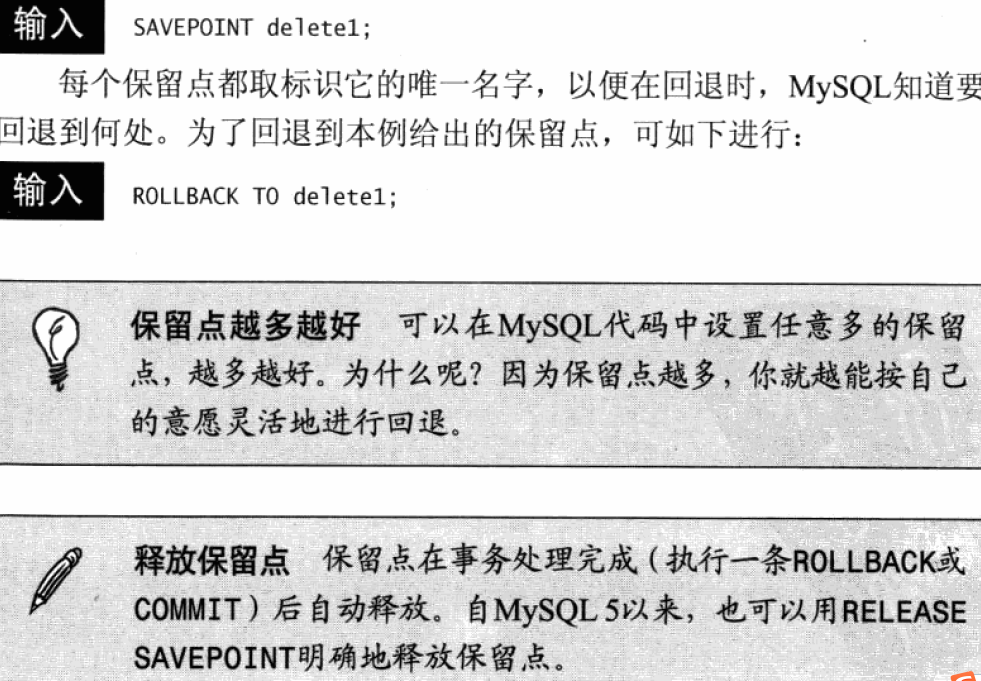 输入 SAVEPOINT delete1;
每个保留点都取标识它的唯一名字，以便在回退时，MySQL知道要
回退到何处。为了回退到本例给出的保留点，可如下进行：
输入 ROLLBACK TO delete1;
保留点越多越好 可以在MySQL代码中设置任意多的保留
点，越多越好。为什么呢？因为保留点越多，你就越能按自己
的意愿灵活地进行回退。
释放保留点 保留点在事务处理完成（执行一条ROLLBACK或
COMMIT）后自动释放。自MySQL 5以来，也可以用RELEASE
SAVEPOINT明确地释放保留点。